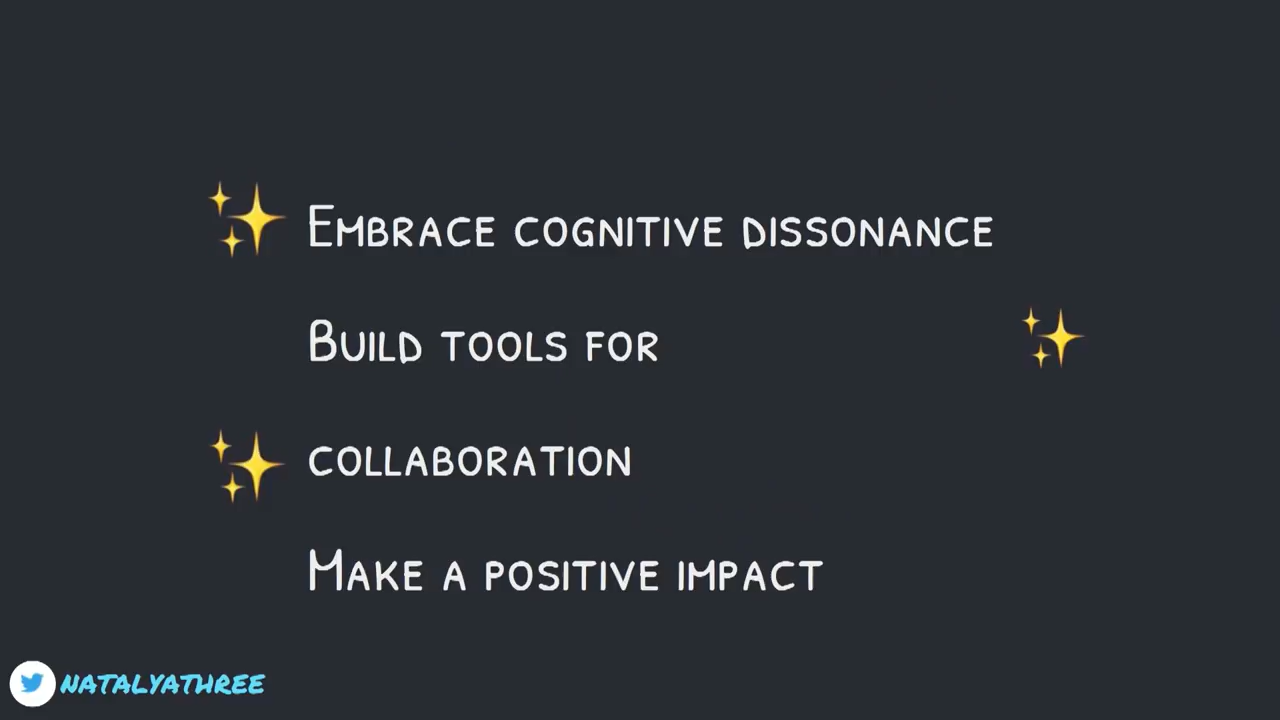 Embrace cognitive dissonance
Build tools for
collaboration
Make a positive impact
natalyathree